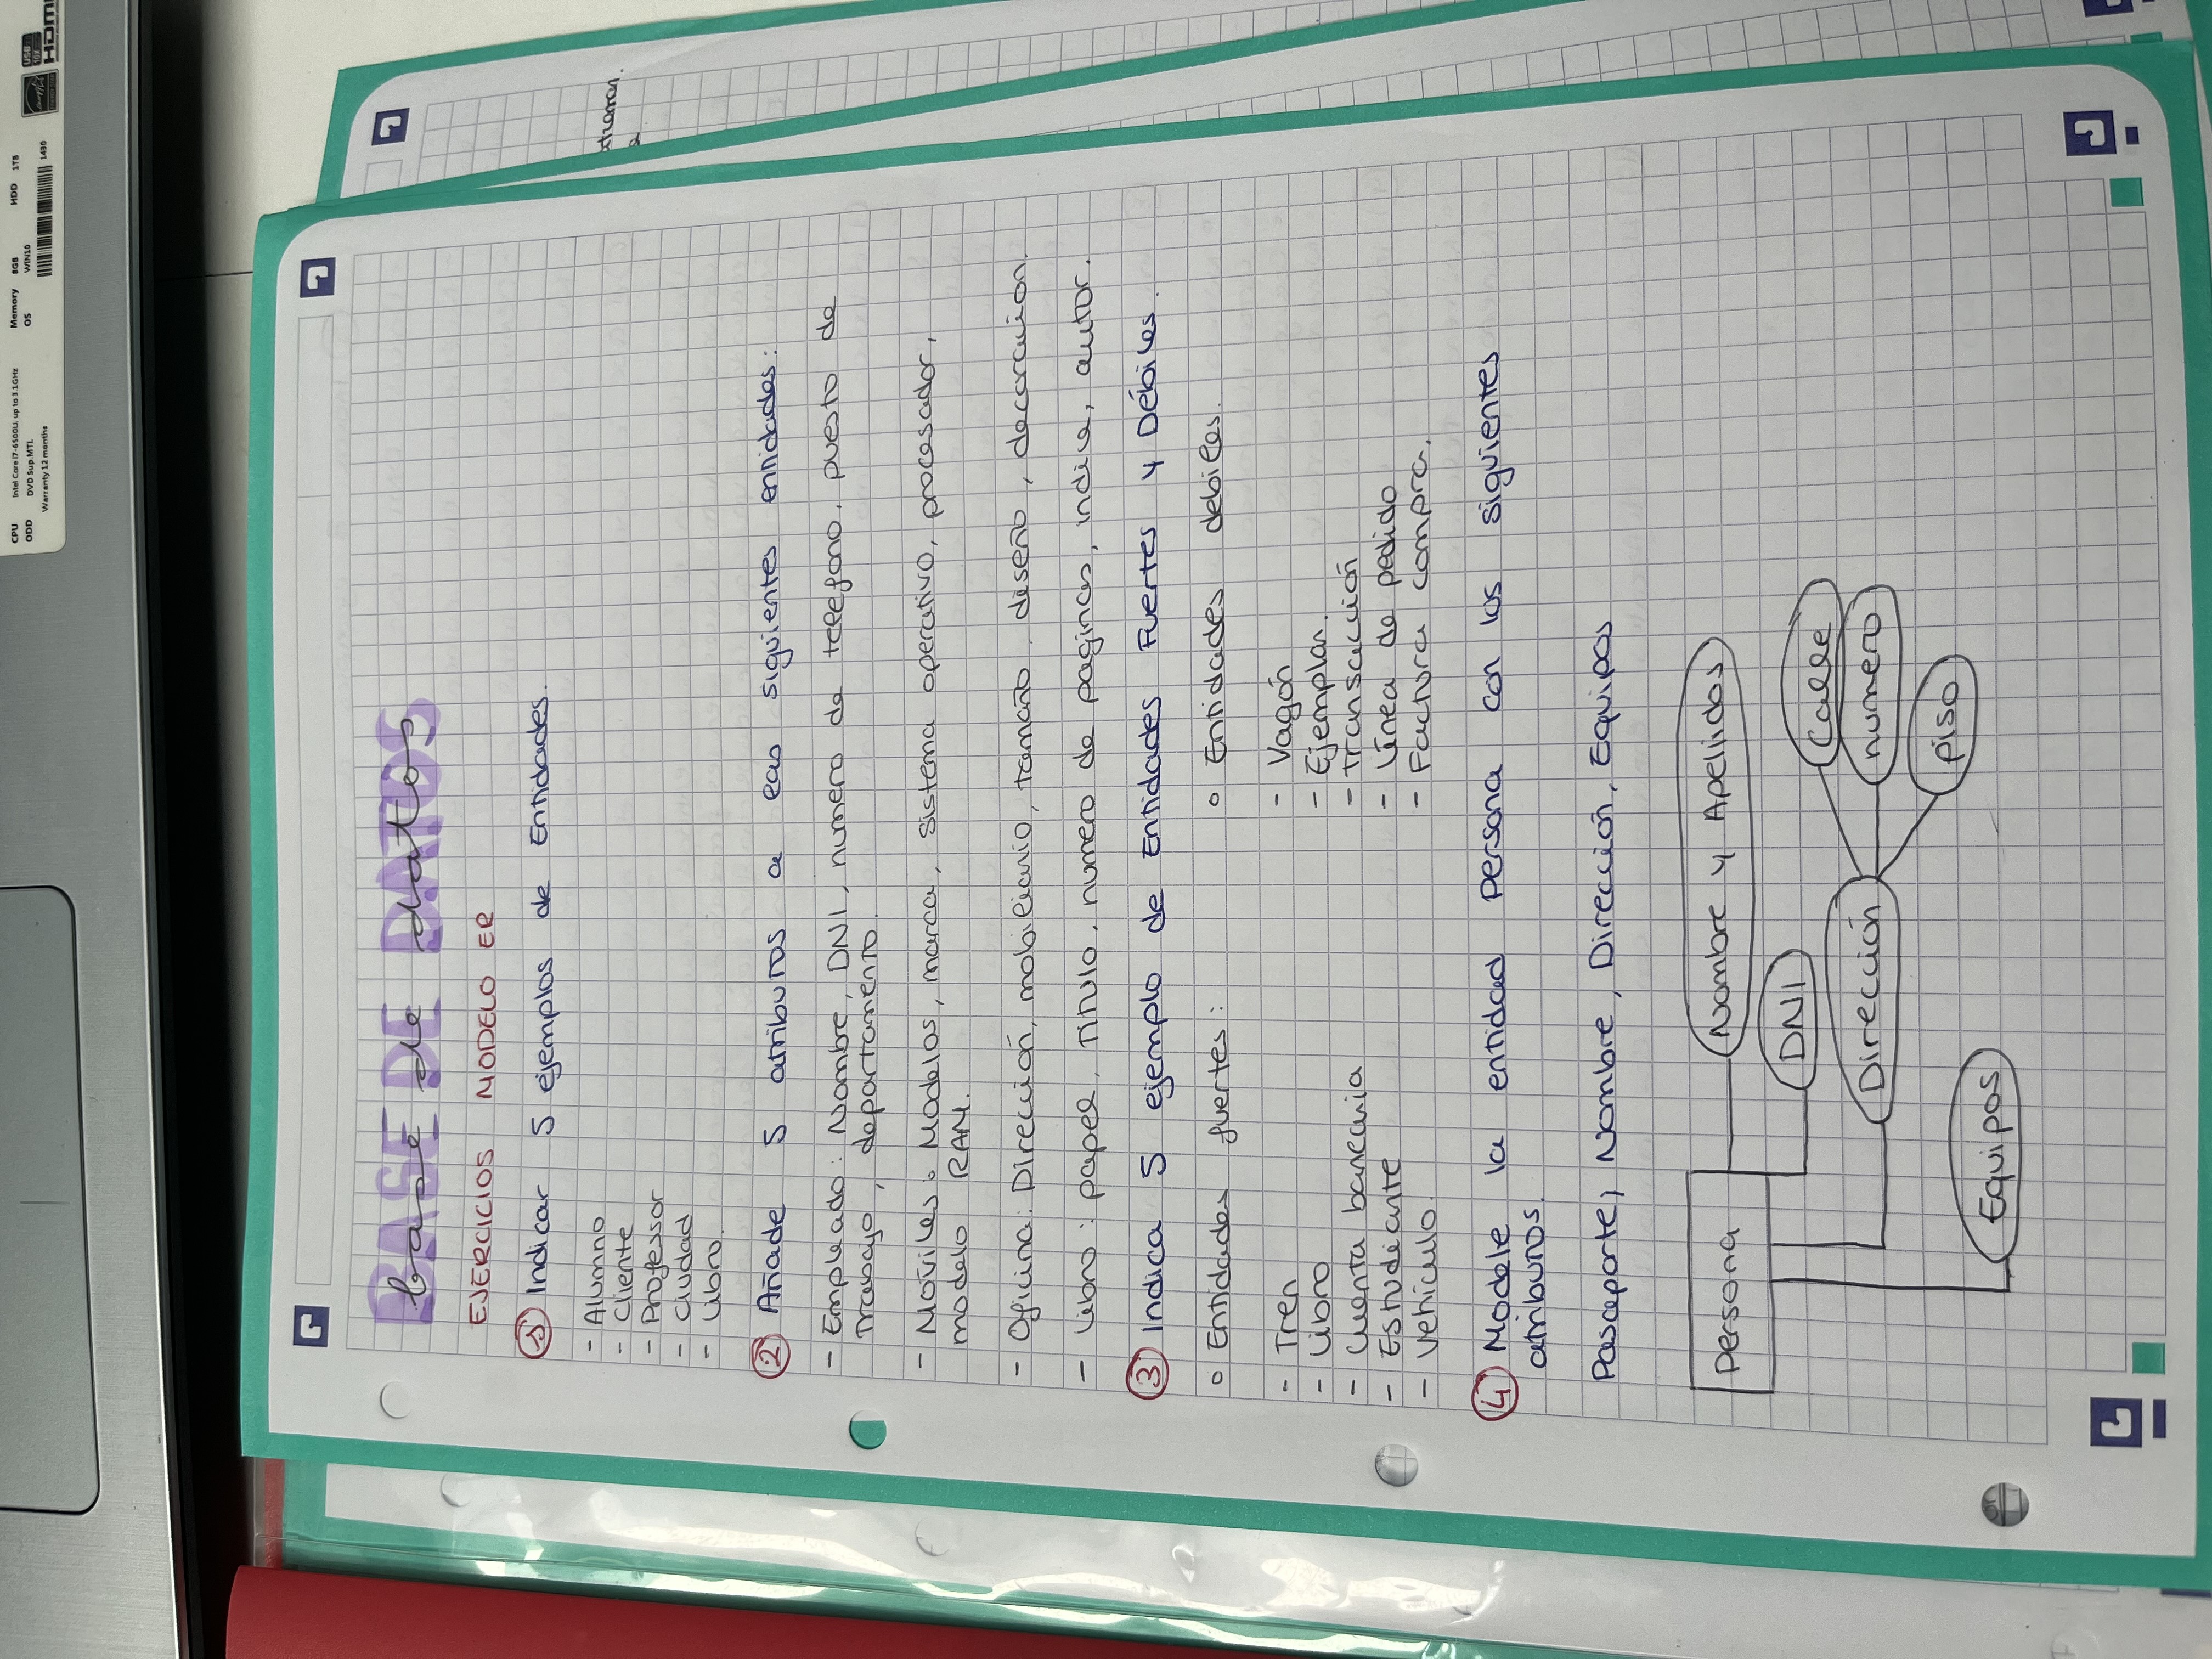 CPU Intel Core i7-6500U, up to 3.1GHz Memory 8GB HDD 1TB
ODD DVD Sup.MTL OS WIN10
Warranty 12 months 1430
USB
HDMI
BASE DE DATOS
base de datos
EJERCICIOS MODELO ER
1 Indicar 5 ejemplos de Entidades.
- Alumno
- Cliente
- Professor
- Ciudad
- Libro.
2 Añade 5 atributos a las siguientes entidades:
- Empleado: Nombre, DNI, numero de telefono, puesto de
trabajo, departamento.
- Móviles: Modelos, marca, sistema operativo, procesador,
modelo RAM.
- Oficina: Dirección, mobiliario, tamaño, diseño, decoracion.
- Libro: papel, titulo, numero de paginas, indice, autor.
3 Indica 5 ejemplo de Entidades Fuertes y Débiles.
o Entidades fuertes: o Entidades debiles.
- Tren - Vagón
- Libro - Ejemplar.
- Cuenta bancaria - Transacción
- Estudiante - Línea de pedido
- Vehículo. - Factura compra.
4 Modele la entidad Persona con los siguientes
atributos.
Pasaporte, Nombre, Dirección, Equipos
Persona Nombre y Apellidos
DNI
Calle
Dirección numero
piso
Equipos